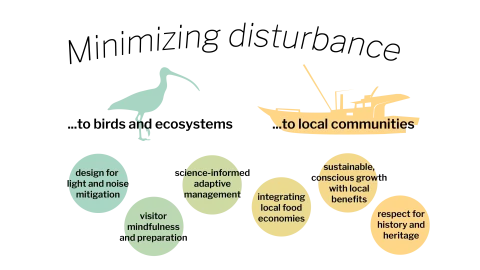 Minimizing disturbance
...to birds and ecosystems
...to local communities
design for
light and noise
mitigation
visitor
mindfulness
and preparation
science-informed
adaptive
management
integrating
local food
economies
sustainable,
conscious growth
with local
benefits
respect for
history and
heritage